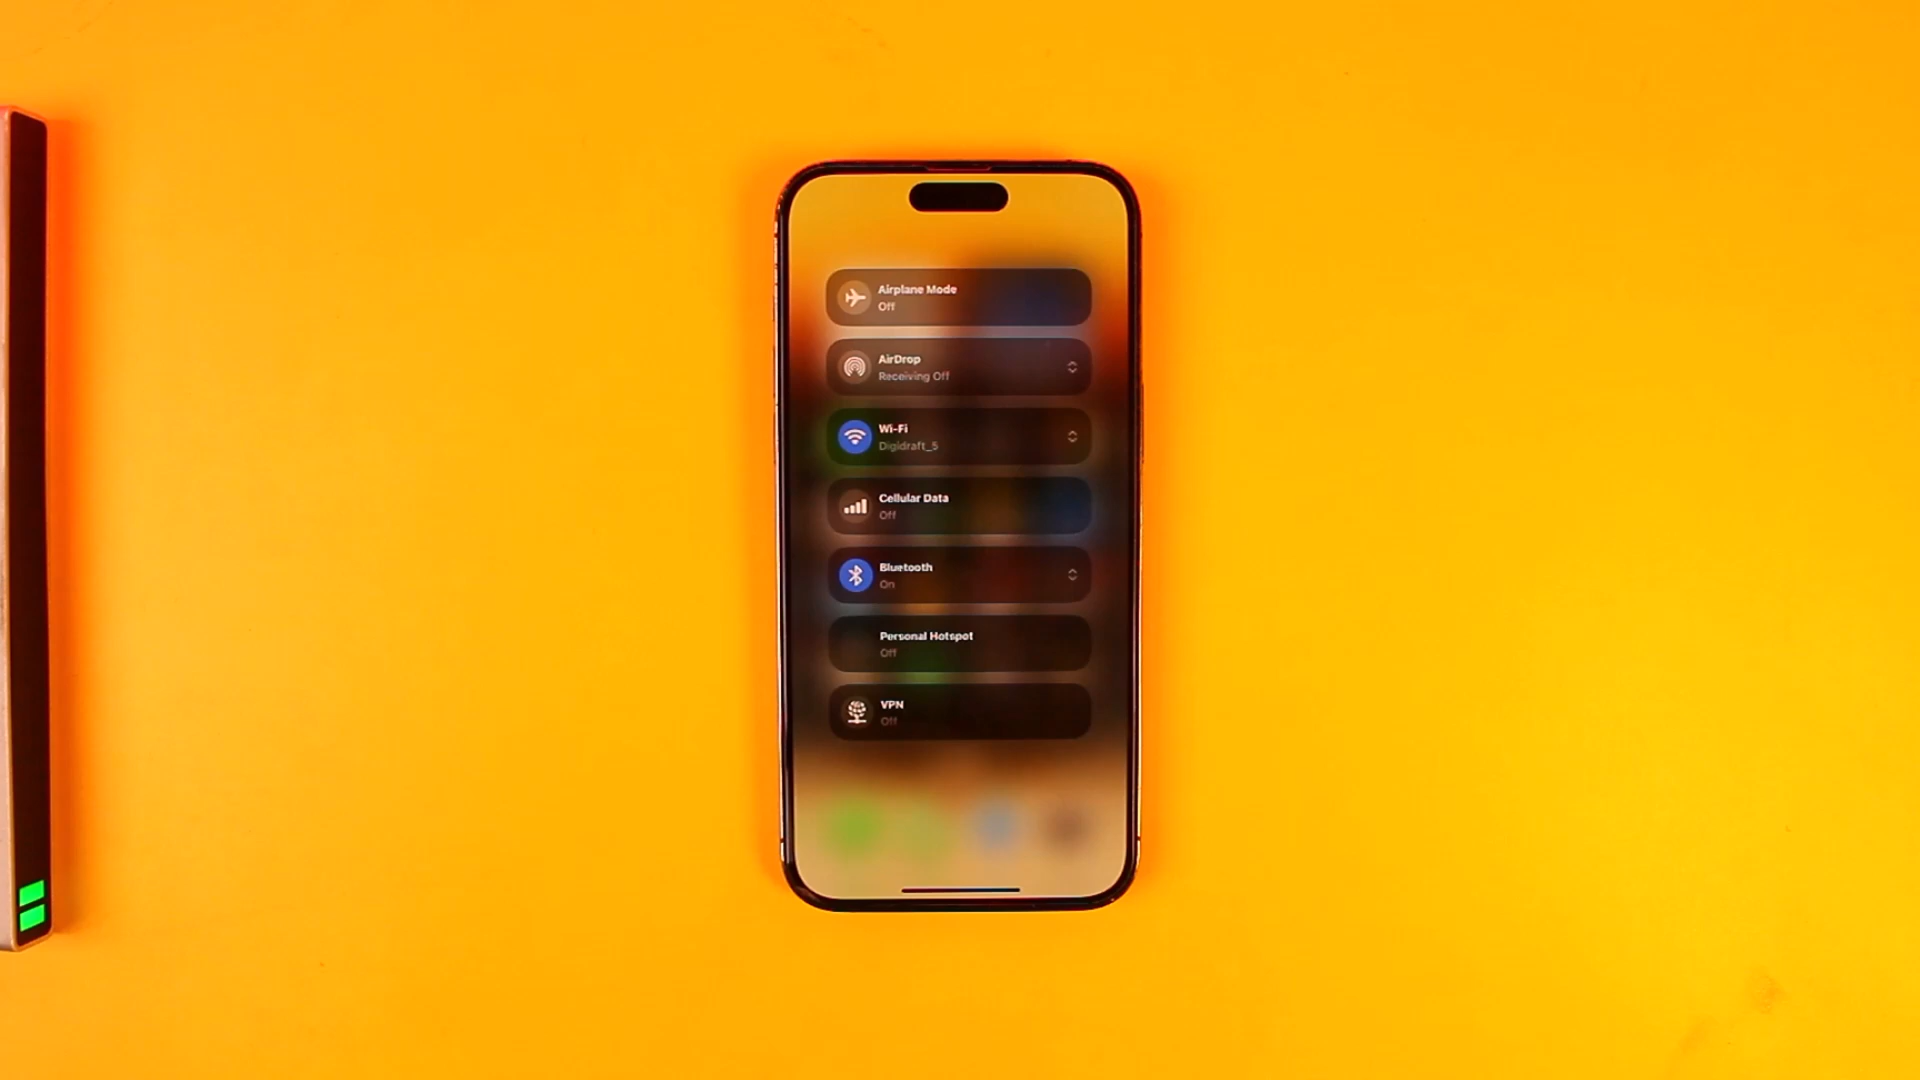 Airplane Mode
Off
AirDrop
Receiving Off
Wi-Fi
Digidraft_5
Cellular Data
Off
Bluetooth
On
Personal Hotspot
Off
VPN
Off